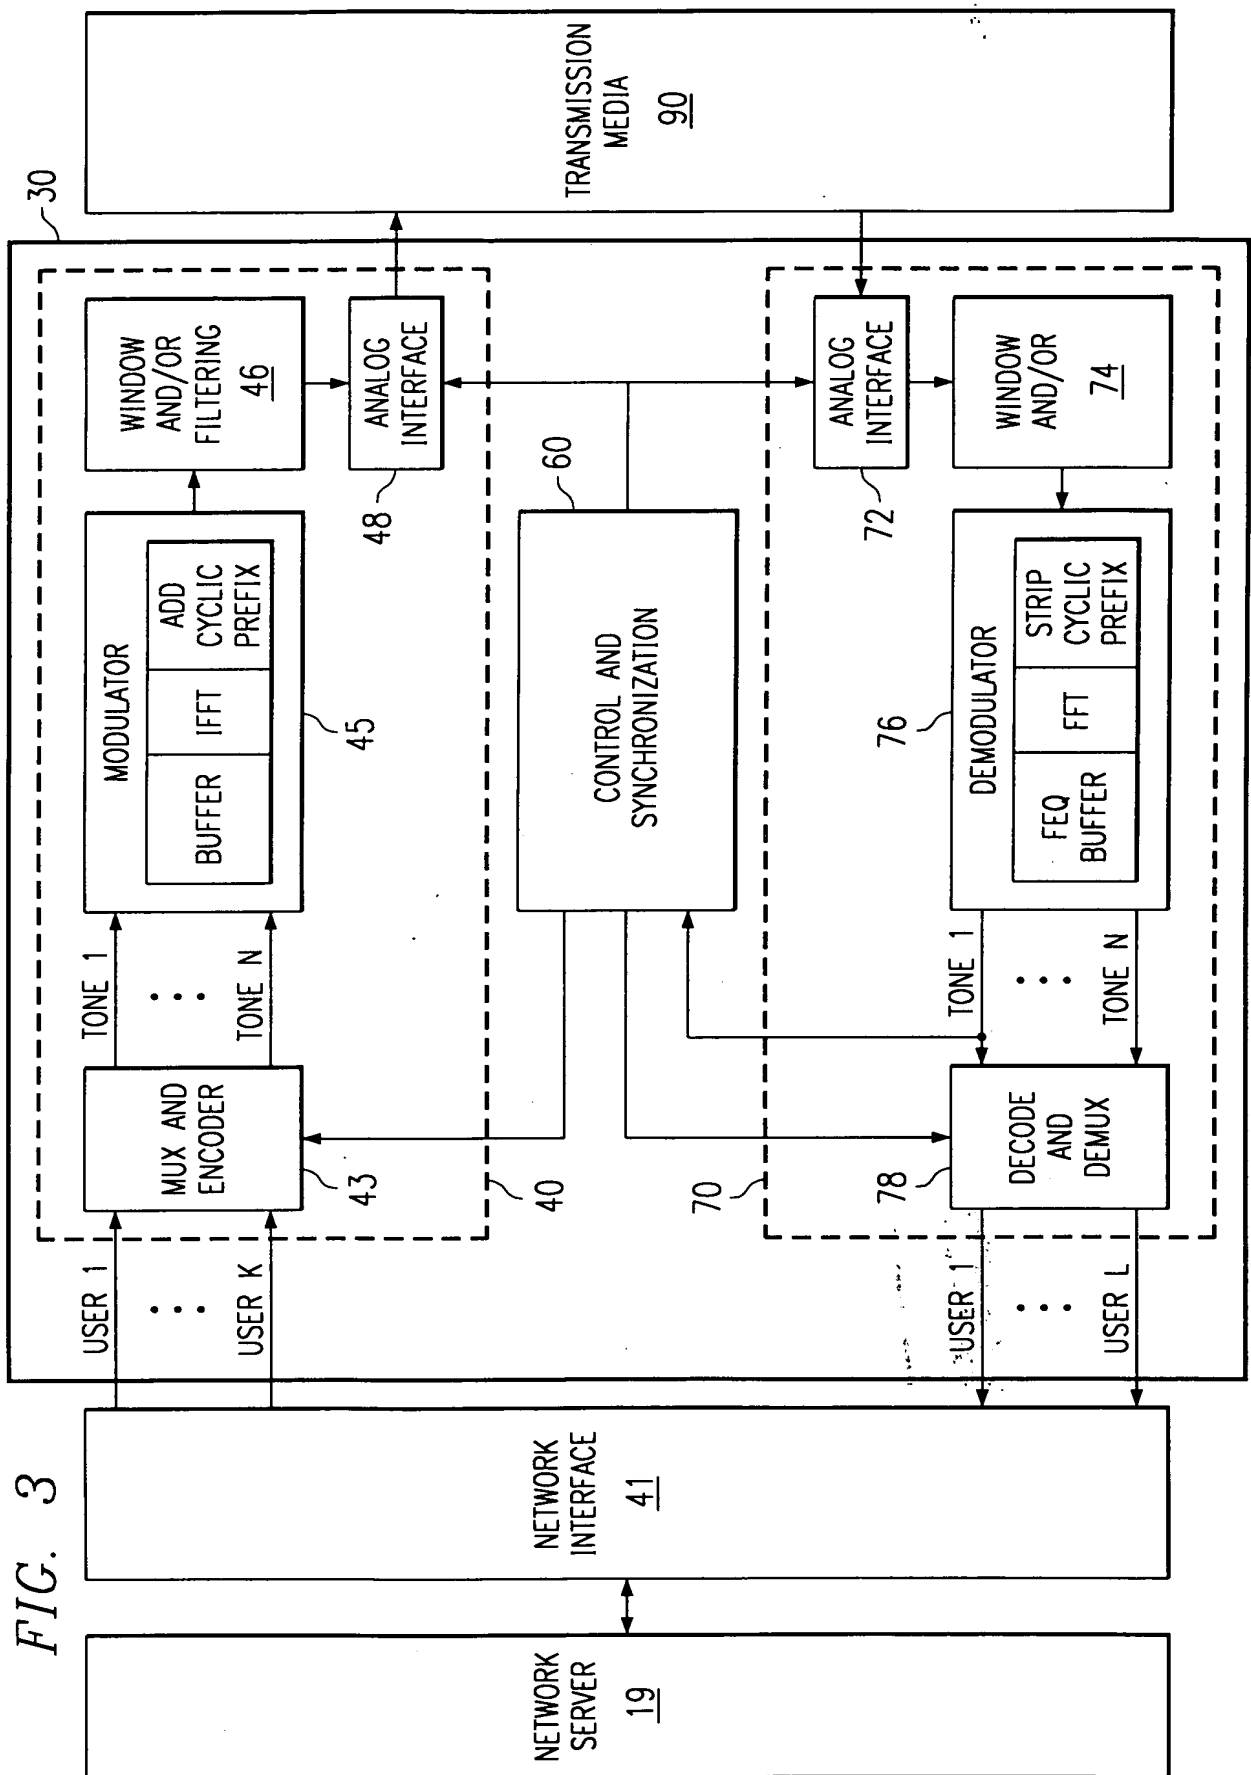 FIG. 3
NETWORK
SERVER
19
NETWORK
INTERFACE
41
30
USER 1
USER K
40
MUX AND
ENCODER
43
TONE 1
TONE N
MODULATOR
BUFFER
IFFT
ADD
CYCLIC
PREFIX
45
WINDOW
AND/OR
FILTERING
46
ANALOG
INTERFACE
48
CONTROL AND
SYNCHRONIZATION
60
70
USER 1
USER L
DECODE
AND
DEMUX
78
TONE 1
TONE N
DEMODULATOR
FEQ
BUFFER
FFT
STRIP
CYCLIC
PREFIX
76
ANALOG
INTERFACE
72
WINDOW
AND/OR
74
TRANSMISSION
MEDIA
90